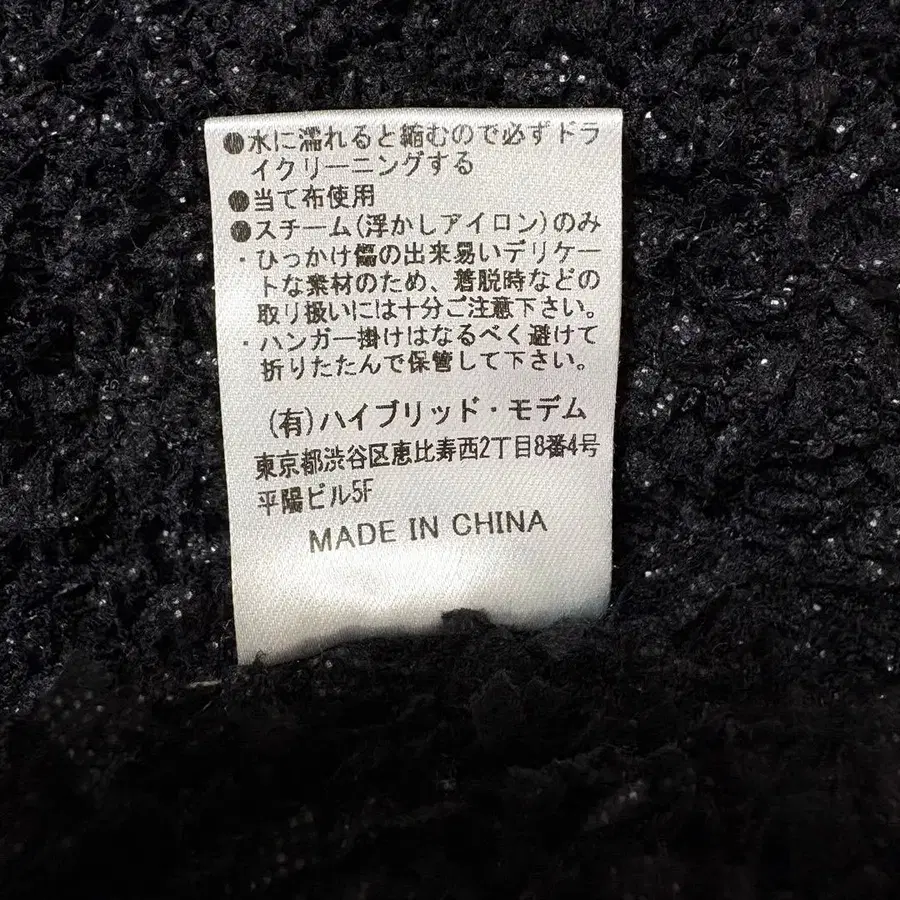 ●水に濡れると縮むので必ずドラ
イクリーニングする
●当て布使用
●スチーム(浮かしアイロン)のみ
・ひっかけ傷の出来易いデリケー
トな素材のため、着脱時などの
取り扱いには十分ご注意下さい。
・ハンガー掛けはなるべく避けて
折りたたんで保管して下さい。
(有)ハイブリッド・モデム
東京都渋谷区恵比寿西2丁目8番4号
平陽ビル5F
MADE IN CHINA